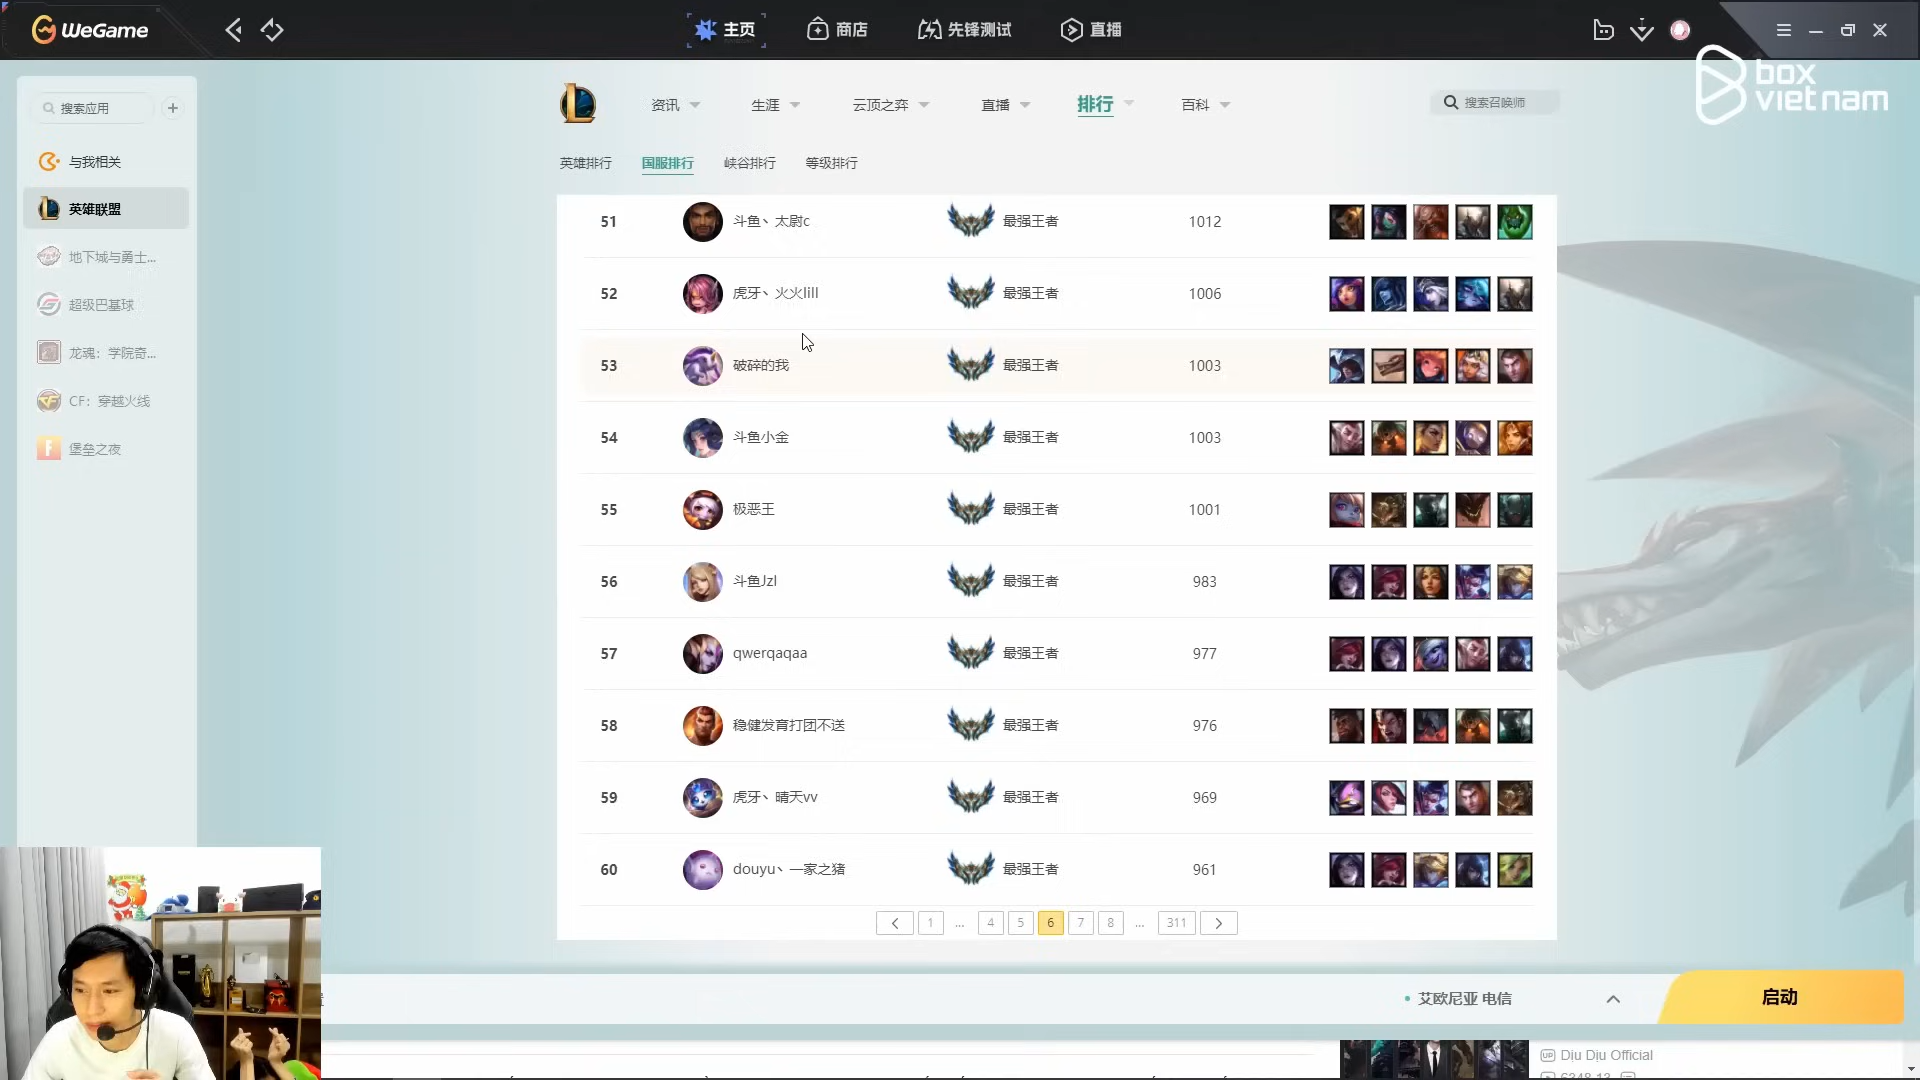 WeGame
主页
商店
先锋测试
直播
box
viet nam
搜索应用
与我相关
英雄联盟
地下城与勇士...
超级巴基球
龙魂：学院奇...
CF：穿越火线
堡垒之夜
资讯
生涯
云顶之弈
直播
排行
百科
搜索召唤师
英雄排行
国服排行
峡谷排行
等级排行
51 斗鱼丶太尉c 最强王者 1012
52 虎牙丶火火lill 最强王者 1006
53 破碎的我 最强王者 1003
54 斗鱼小金 最强王者 1003
55 极恶王 最强王者 1001
56 斗鱼Jzl 最强王者 983
57 qwerqaqaa 最强王者 977
58 稳健发育打团不送 最强王者 976
59 虎牙丶晴天vv 最强王者 969
60 douyu丶一家之猪 最强王者 961
1 ... 4 5 6 7 8 ... 311
艾欧尼亚 电信
启动
Dịu Dịu Official